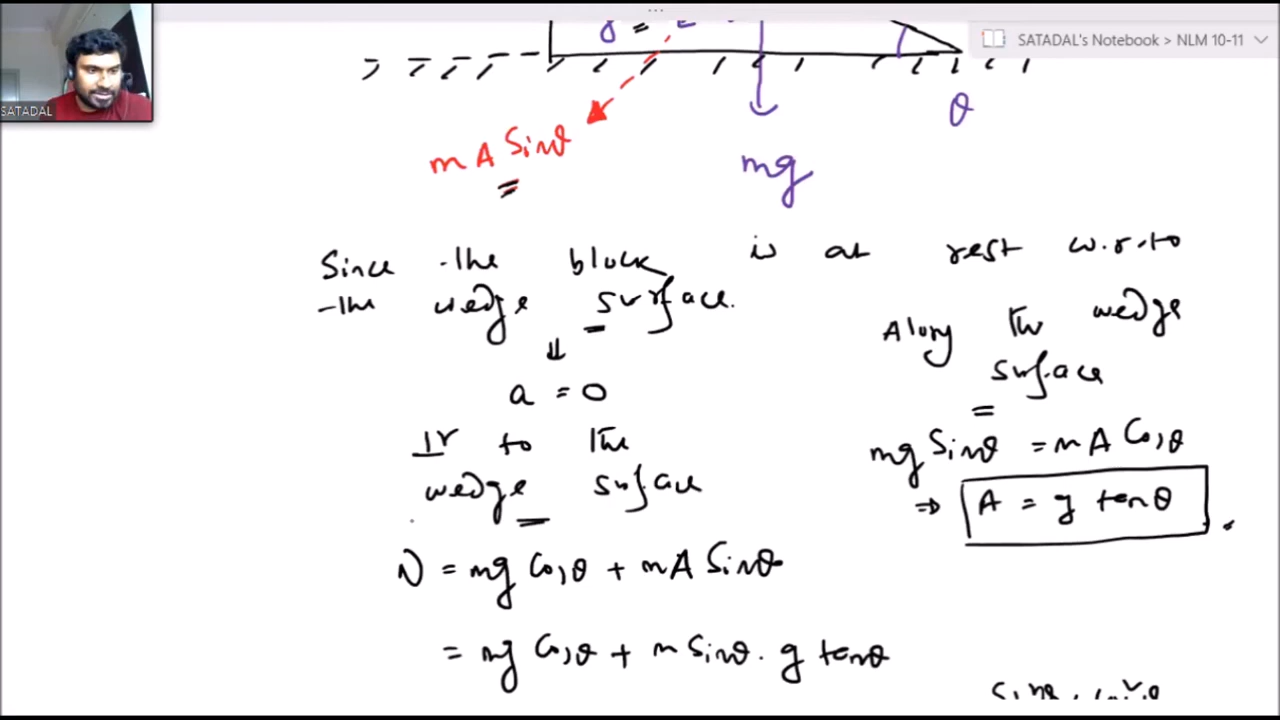 SATADAL's Notebook > NLM 10-11
SATADAL
θ
m A Sinθ
mg
Since the block is at rest w.r.to
the wedge surface.
a = 0
⊥r to the
wedge surface
N = mg Cosθ + mA Sinθ
= mg Cosθ + m Sinθ . g tanθ
Along the wedge
surface
mg Sinθ = mA Cosθ
⇒ A = g tanθ .